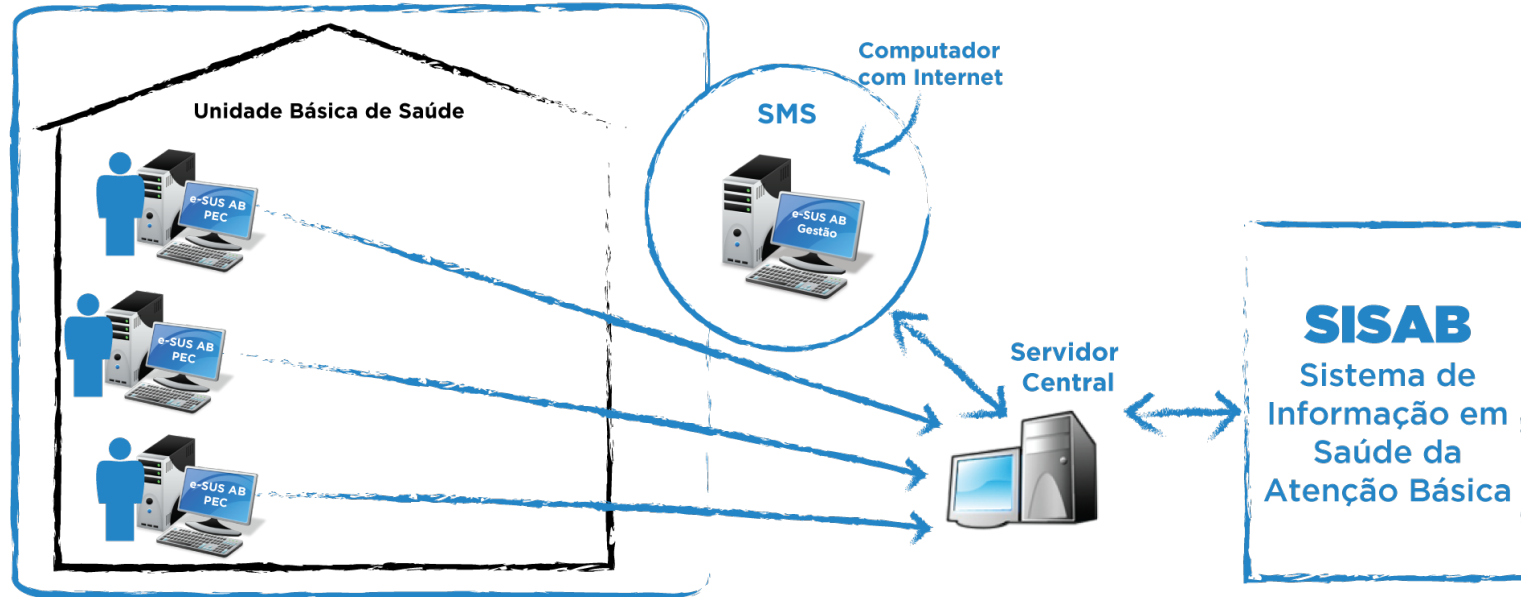 Unidade Básica de Saúde
e-SUS AB
PEC
e-SUS AB
PEC
e-SUS AB
PEC
Computador
com Internet
SMS
e-SUS AB
Gestão
Servidor
Central
SISAB
Sistema de
Informação em
Saúde da
Atenção Básica